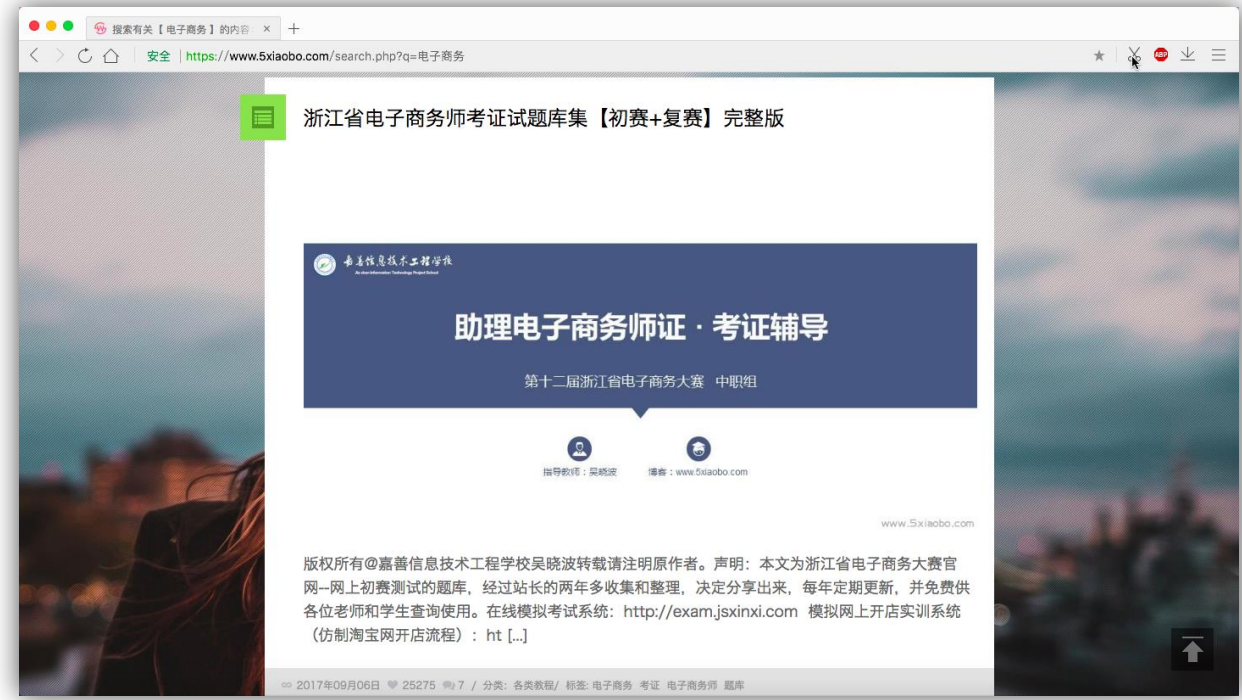 搜索有关【 电子商务 】的内容
安全 https://www.5xiaobo.com/search.php?q=电子商务
ABP
浙江省电子商务师考证试题库集【初赛+复赛】完整版
嘉善信息技术工程学校
助理电子商务师证 · 考证辅导
第十二届浙江省电子商务大赛 中职组
指导教师：吴晓波 博客：www.5xiaobo.com
www.5xiaobo.com
版权所有@嘉善信息技术工程学校吴晓波转载请注明原作者。声明：本文为浙江省电子商务大赛官
网--网上初赛测试的题库，经过站长的两年多收集和整理，决定分享出来，每年定期更新，并免费供
各位老师和学生查询使用。在线模拟考试系统：http://exam.jsxinxi.com 模拟网上开店实训系统
（仿制淘宝网开店流程）：ht [...]
2017年09月06日 25275 7 / 分类: 各类教程/ 标签: 电子商务 考证 电子商务师 题库